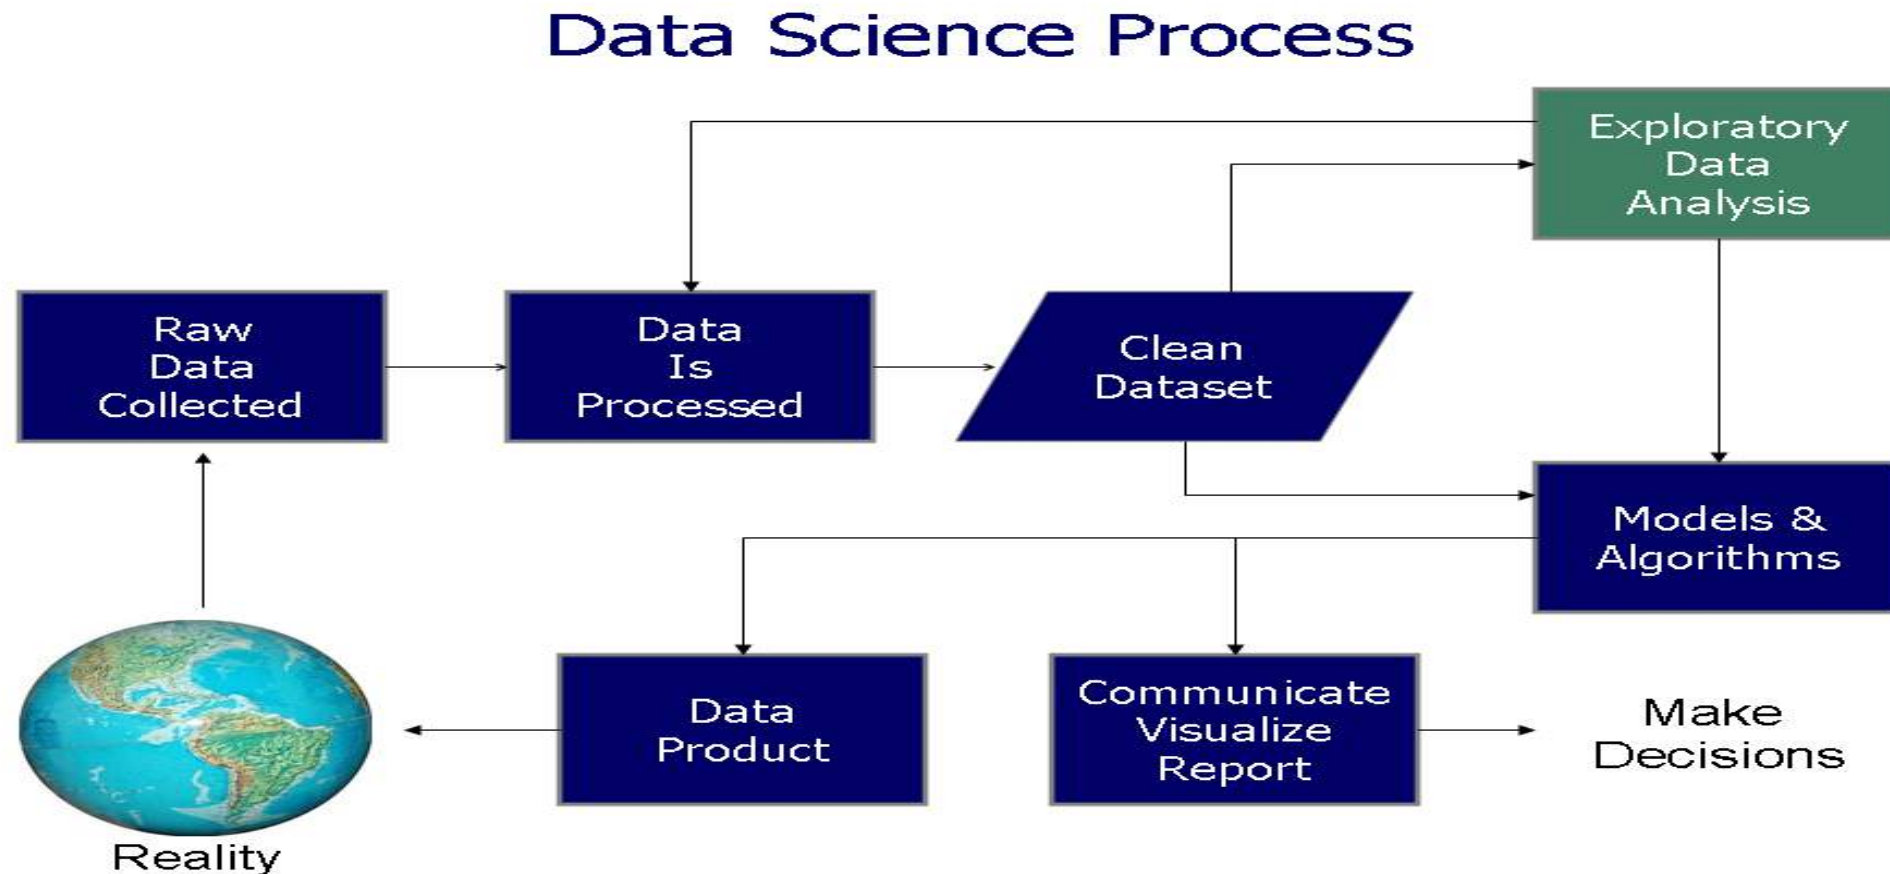 Data Science Process
Exploratory
Data
Analysis
Raw
Data
Collected
Data
Is
Processed
Clean
Dataset
Models &
Algorithms
Data
Product
Communicate
Visualize
Report
Make
Decisions
Reality